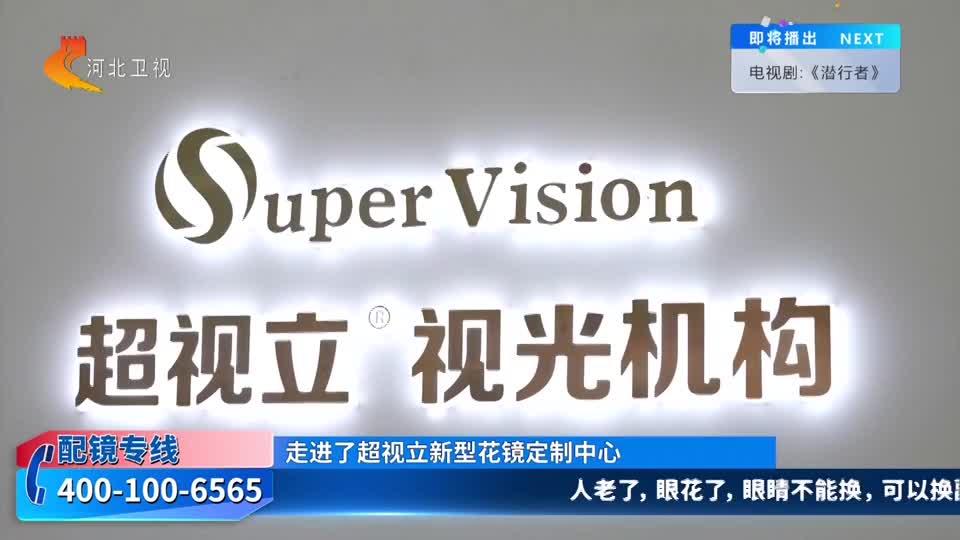 河北卫视
即将播出 NEXT
电视剧:《潜行者》
Super Vision
超视立® 视光机构
配镜专线
走进了超视立新型花镜定制中心
400-100-6565
人老了, 眼花了, 眼睛不能换, 可以换